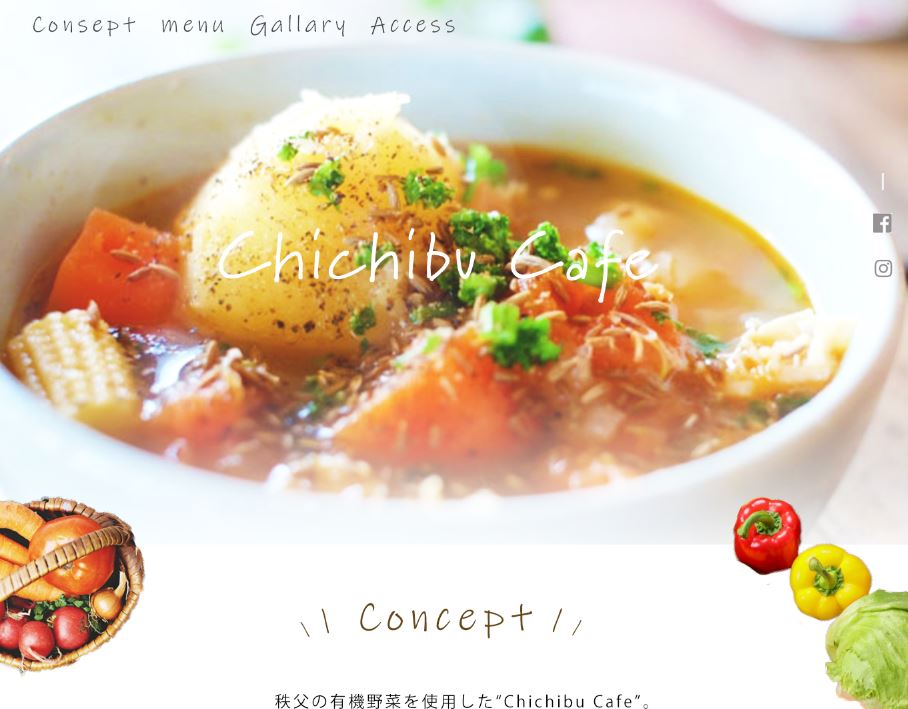 Consept menu Gallary Access
Chichibu Cafe
Concept
秩父の有機野菜を使用した“Chichibu Cafe”。